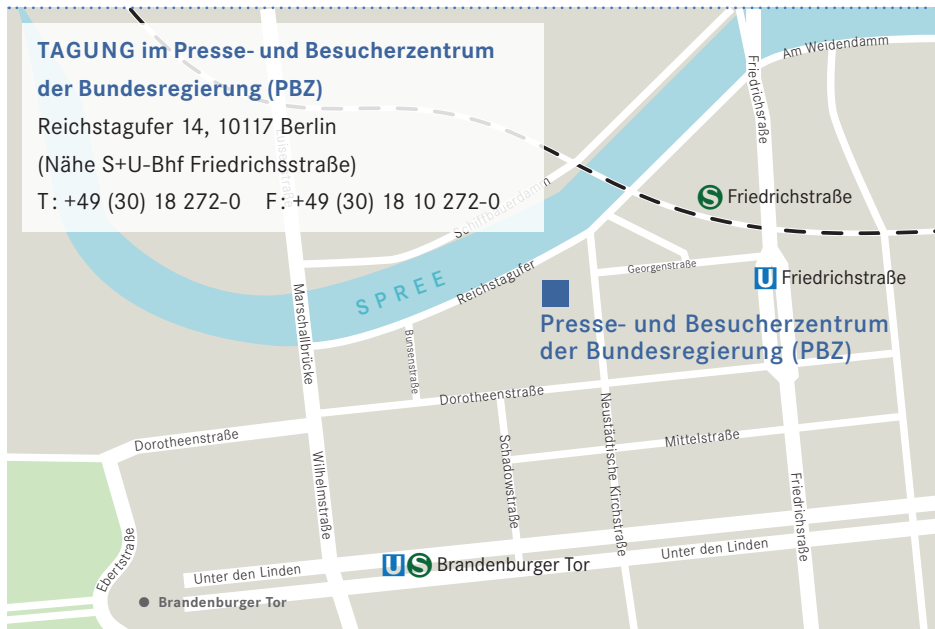 TAGUNG im Presse- und Besucherzentrum
der Bundesregierung (PBZ)
Reichstagufer 14, 10117 Berlin
(Nähe S+U-Bhf Friedrichsstraße)
T: +49 (30) 18 272-0 F: +49 (30) 18 10 272-0
Am Weidendamm
Friedrichsraße
Luisenstraße
Schiffbauerdamm
S Friedrichstraße
SPREE
Reichstagufer
Georgenstraße
U Friedrichstraße
Marschallbrücke
Presse- und Besucherzentrum
der Bundesregierung (PBZ)
Bunsenstraße
Dorotheenstraße
Dorotheenstraße
Neustädtische Kirchstraße
Mittelstraße
Schadowstraße
Wilhelmstraße
Friedrichsraße
Ebertstraße
Unter den Linden
U S Brandenburger Tor
Unter den Linden
Brandenburger Tor